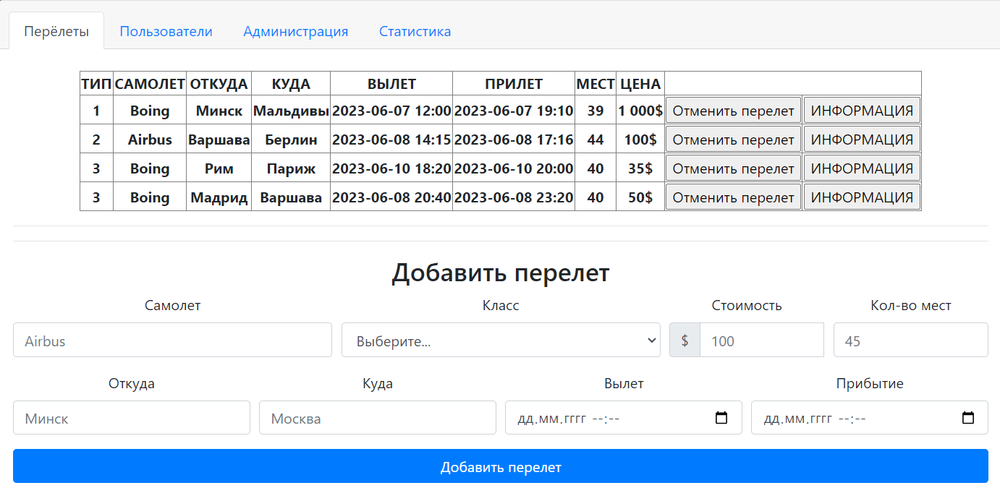 Перелёты Пользователи Администрация Статистика
ТИП САМОЛЕТ ОТКУДА КУДА ВЫЛЕТ ПРИЛЕТ МЕСТ ЦЕНА
1 Boing Минск Мальдивы 2023-06-07 12:00 2023-06-07 19:10 39 1 000$ Отменить перелет ИНФОРМАЦИЯ
2 Airbus Варшава Берлин 2023-06-08 14:15 2023-06-08 17:16 44 100$ Отменить перелет ИНФОРМАЦИЯ
3 Boing Рим Париж 2023-06-10 18:20 2023-06-10 20:00 40 35$ Отменить перелет ИНФОРМАЦИЯ
3 Boing Мадрид Варшава 2023-06-08 20:40 2023-06-08 23:20 40 50$ Отменить перелет ИНФОРМАЦИЯ
Добавить перелет
Самолет Класс Стоимость Кол-во мест
Airbus Выберите... $ 100 45
Откуда Куда Вылет Прибытие
Минск Москва дд.мм.гггг --:-- дд.мм.гггг --:--
Добавить перелет